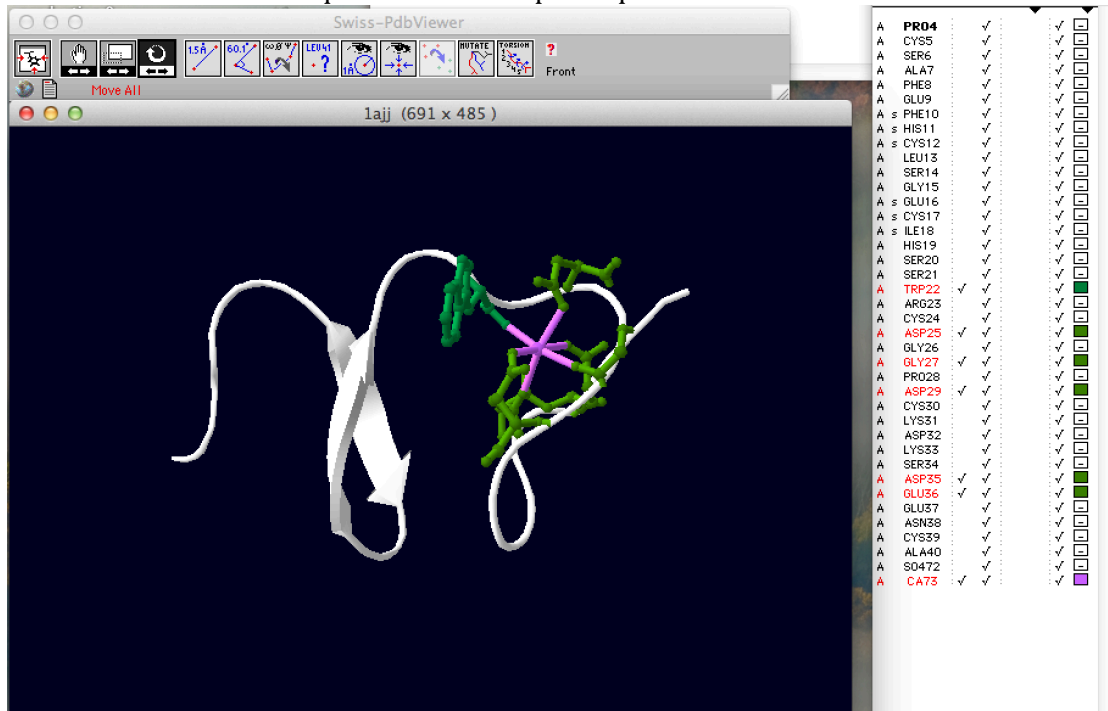 Swiss-PdbViewer
1.5Å 60.1° ω,θ Ψ LEU41 ? 1Å MUTATE TORSION ? Front
Move All
1ajj (691 x 485 )
A PRO4
A CYS5
A SER6
A ALA7
A PHE8
A GLU9
A s PHE10
A s HIS11
A s CYS12
A LEU13
A SER14
A GLY15
A s GLU16
A s CYS17
A s ILE18
A HIS19
A SER20
A SER21
A TRP22
A ARG23
A CYS24
A ASP25
A GLY26
A GLY27
A PRO28
A ASP29
A CYS30
A LYS31
A ASP32
A LYS33
A SER34
A ASP35
A GLU36
A GLU37
A ASN38
A CYS39
A ALA40
A SO472
A CA73